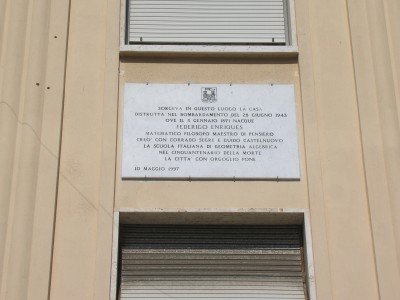 SORGEVA IN QUESTO LUOGO LA CASA
DISTRUTTA NEL BOMBARDAMENTO DEL 28 GIUGNO 1943
OVE IL 5 GENNAIO 1871 NACQUE
FEDERIGO ENRIQUES
MATEMATICO FILOSOFO MAESTRO DI PENSIERO
CREO' CON CORRADO SEGRE E GUIDO CASTELNUOVO
LA SCUOLA ITALIANA DI GEOMETRIA ALGEBRICA
NEL CINQUANTENARIO DELLA MORTE
LA CITTA' CON ORGOGLIO PONE
10 MAGGIO 1997